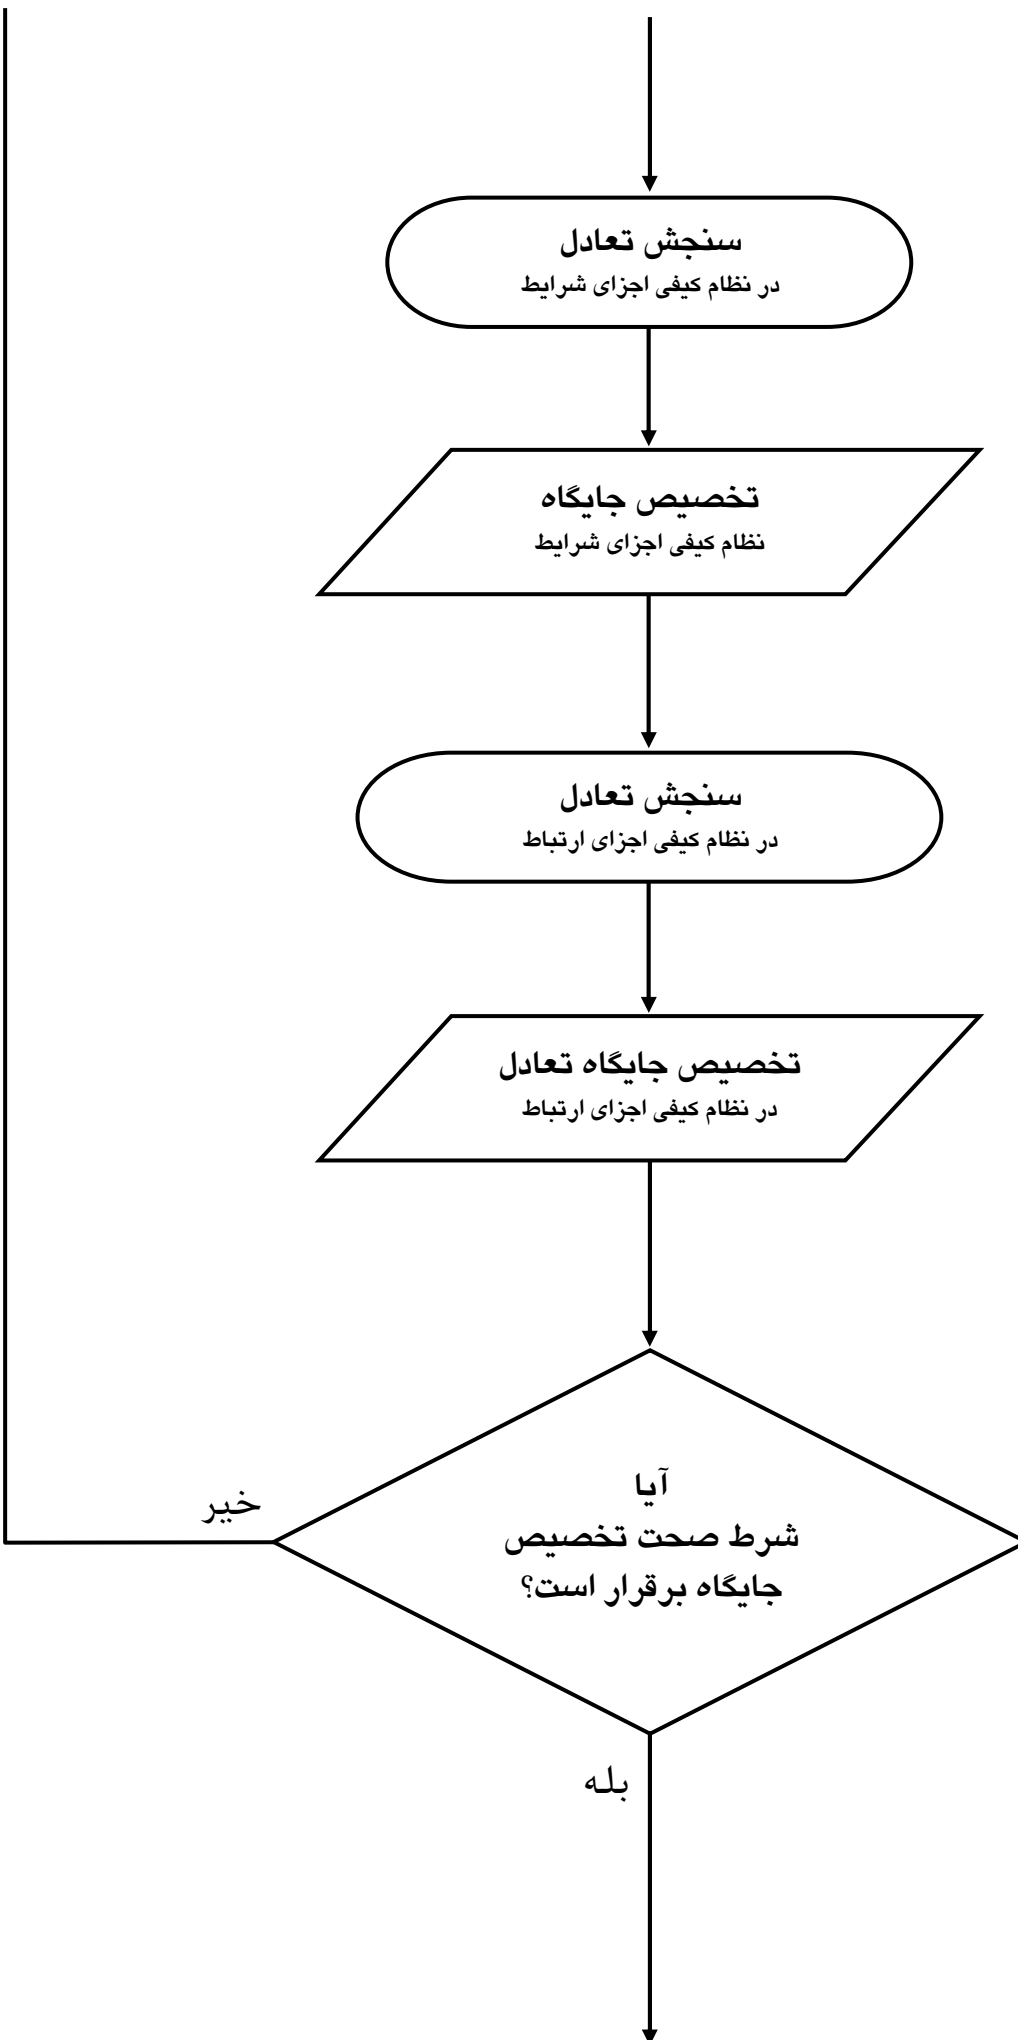 سنجش تعادل
در نظام کیفی اجزای شرایط
تخصیص جایگاه
نظام کیفی اجزای شرایط
سنجش تعادل
در نظام کیفی اجزای ارتباط
تخصیص جایگاه تعادل
در نظام کیفی اجزای ارتباط
آیا
شرط صحت تخصیص
جایگاه برقرار است؟
خیر
بله